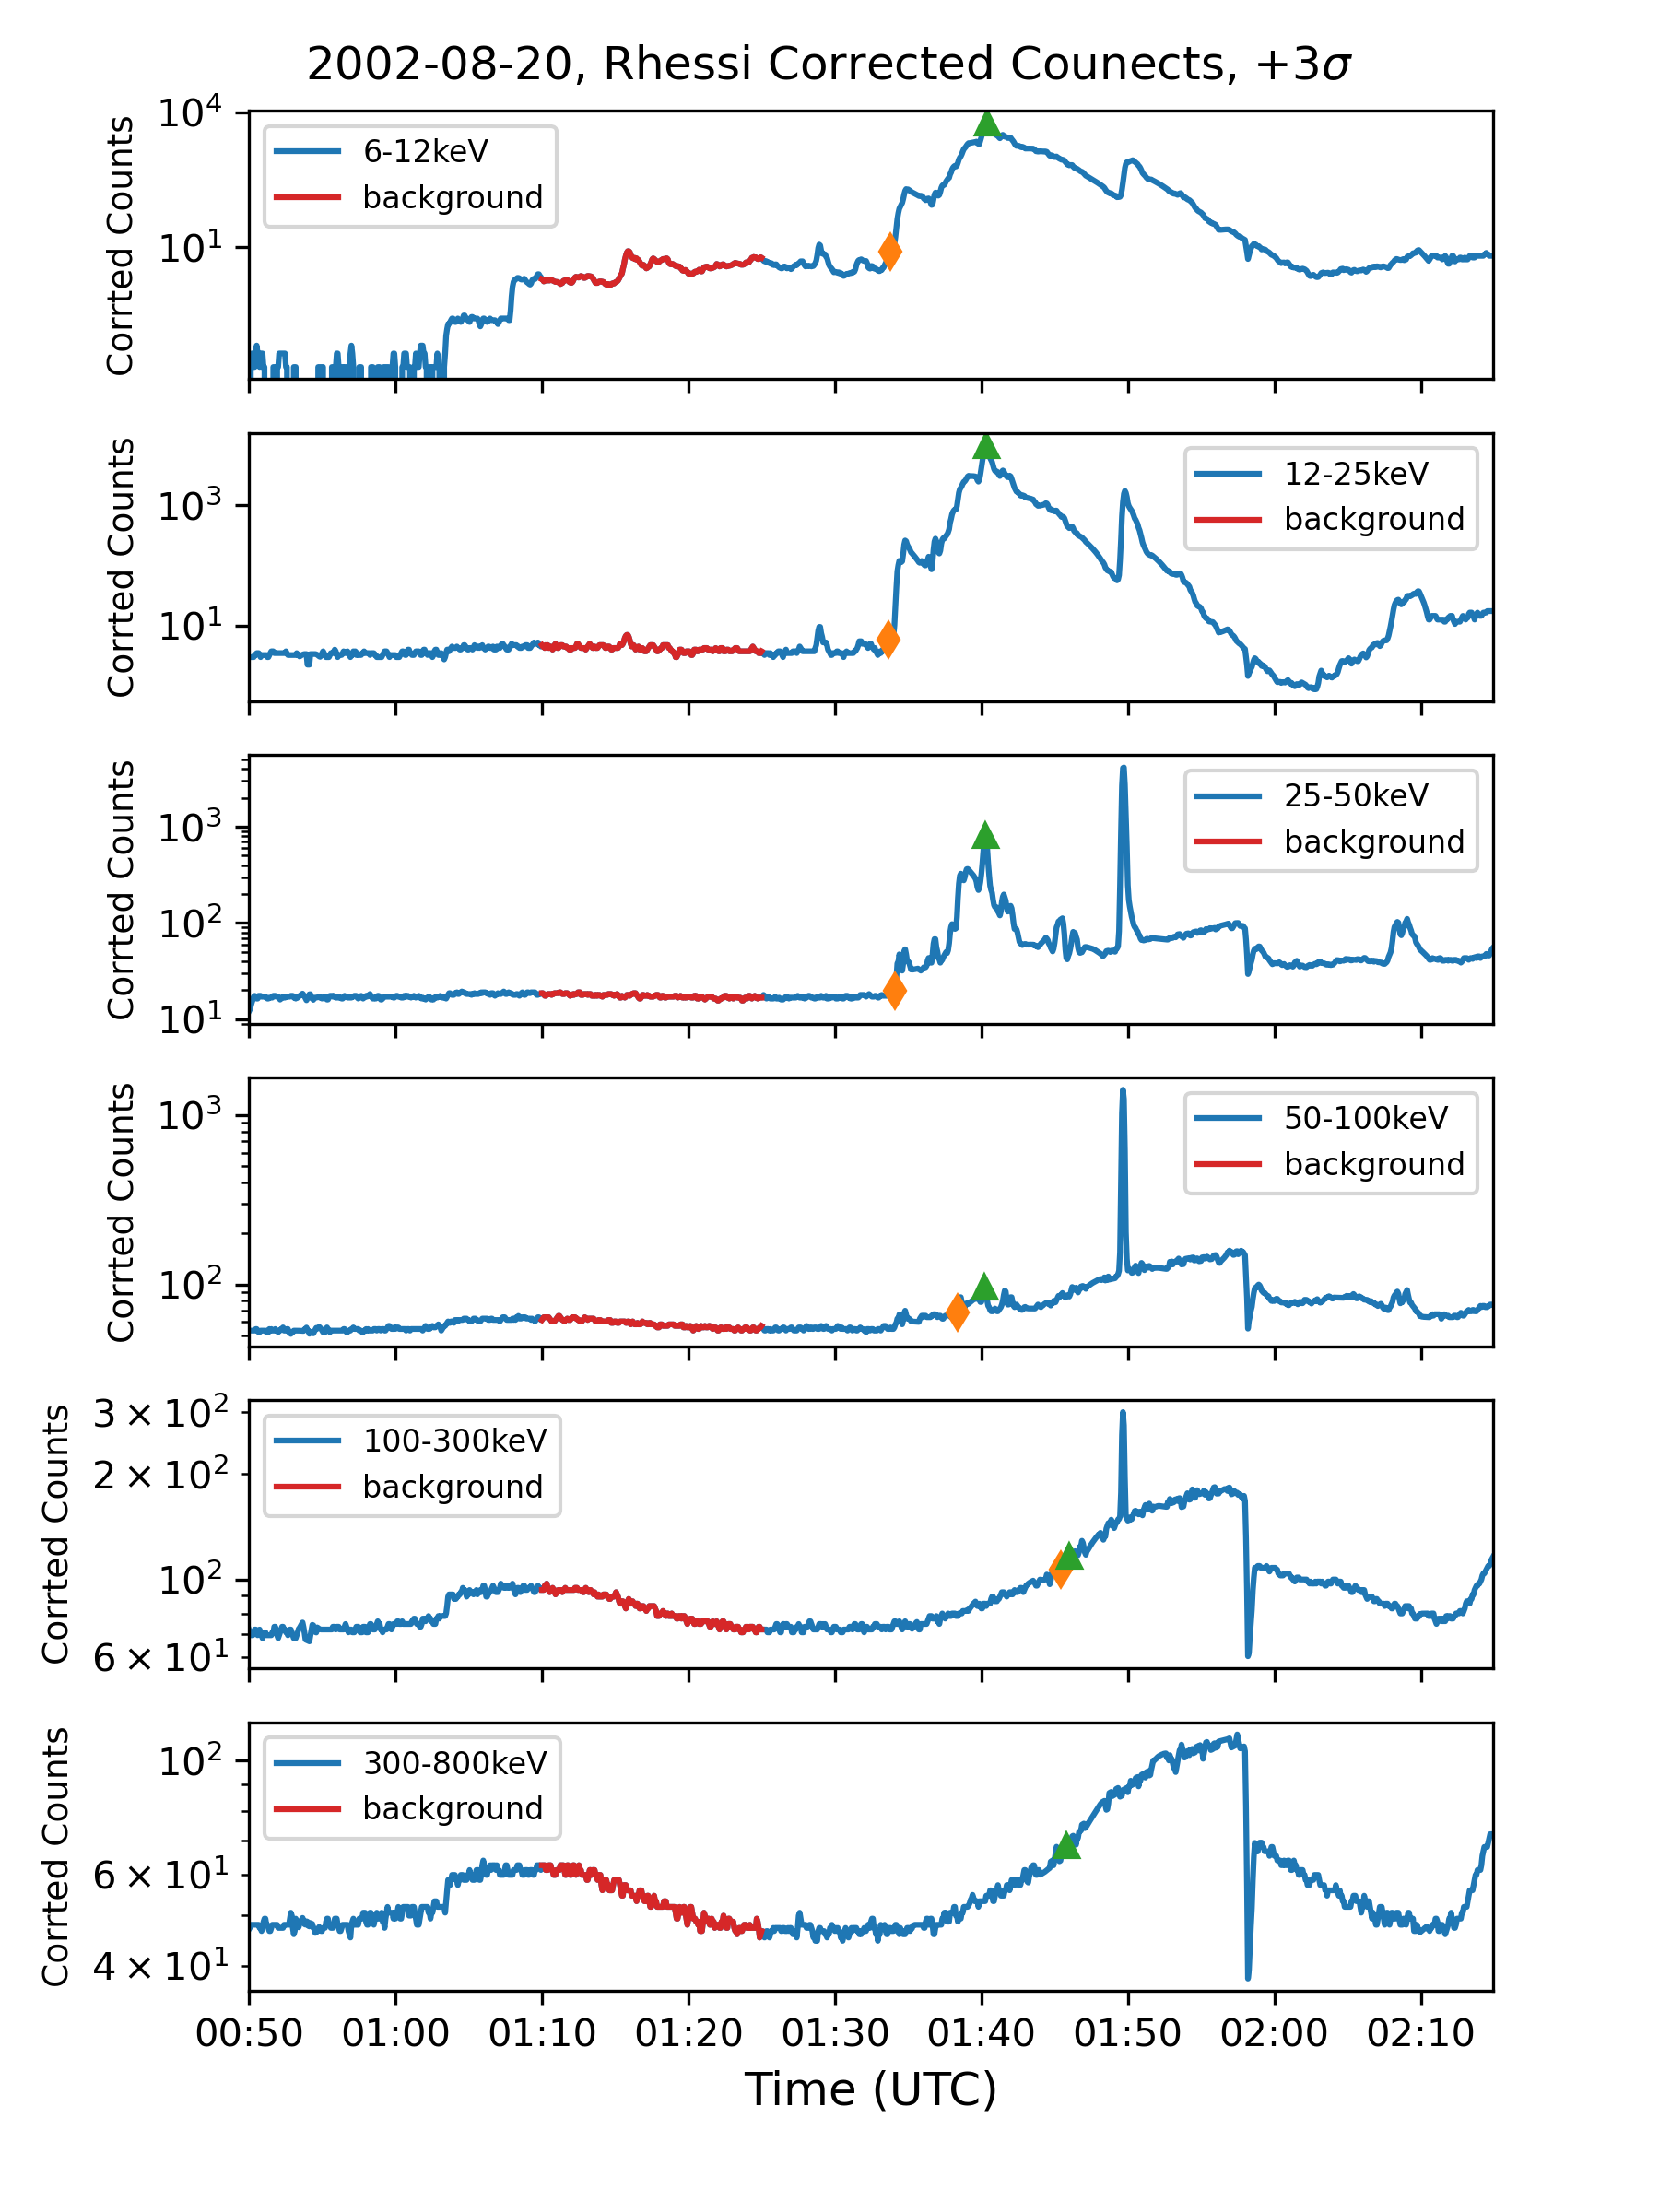 2002-08-20, Rhessi Corrected Counects, +3σ
Corrted Counts
10⁴
10¹
6-12keV
background
Corrted Counts
10³
10¹
12-25keV
background
Corrted Counts
10³
10²
10¹
25-50keV
background
Corrted Counts
10³
10²
50-100keV
background
Corrted Counts
3 × 10²
2 × 10²
10²
6 × 10¹
100-300keV
background
Corrted Counts
10²
6 × 10¹
4 × 10¹
300-800keV
background
00:50 01:00 01:10 01:20 01:30 01:40 01:50 02:00 02:10
Time (UTC)